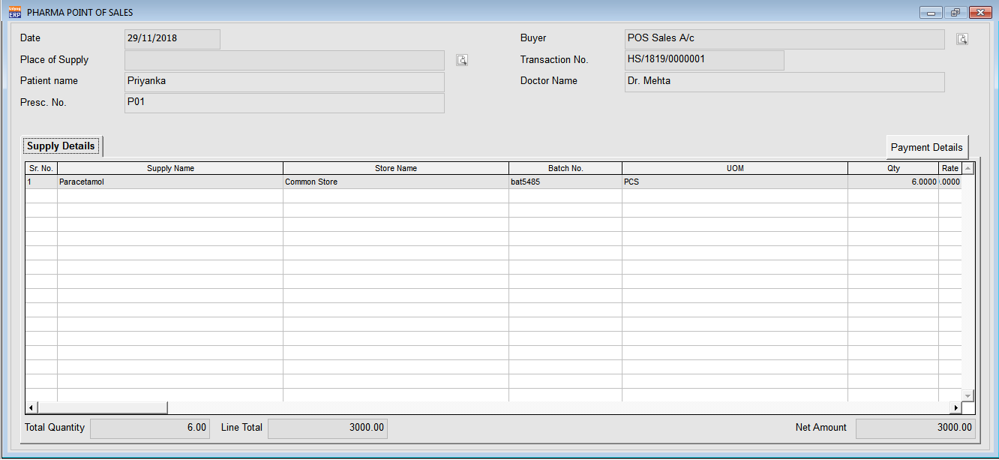 Udyog ERP PHARMA POINT OF SALES
Date 29/11/2018 Buyer POS Sales A/c
Place of Supply Transaction No. HS/1819/0000001
Patient name Priyanka Doctor Name Dr. Mehta
Presc. No. P01
Supply Details Payment Details
Sr. No. Supply Name Store Name Batch No. UOM Qty Rate
1 Paracetamol Common Store bat5485 PCS 6.0000 .0000
Total Quantity 6.00 Line Total 3000.00 Net Amount 3000.00